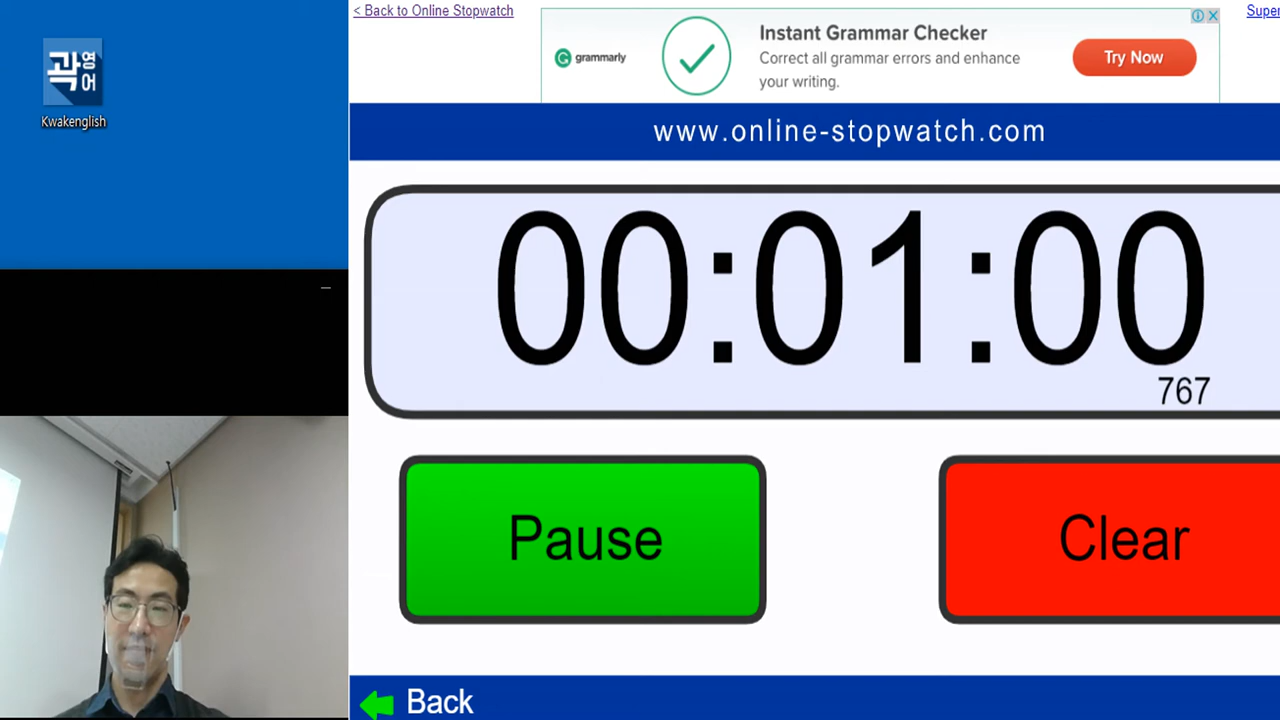 < Back to Online Stopwatch
Super
grammarly
Instant Grammar Checker
Correct all grammar errors and enhance
your writing.
Try Now
곽영어
Kwakenglish
www.online-stopwatch.com
00:01:00
767
Pause
Clear
Back